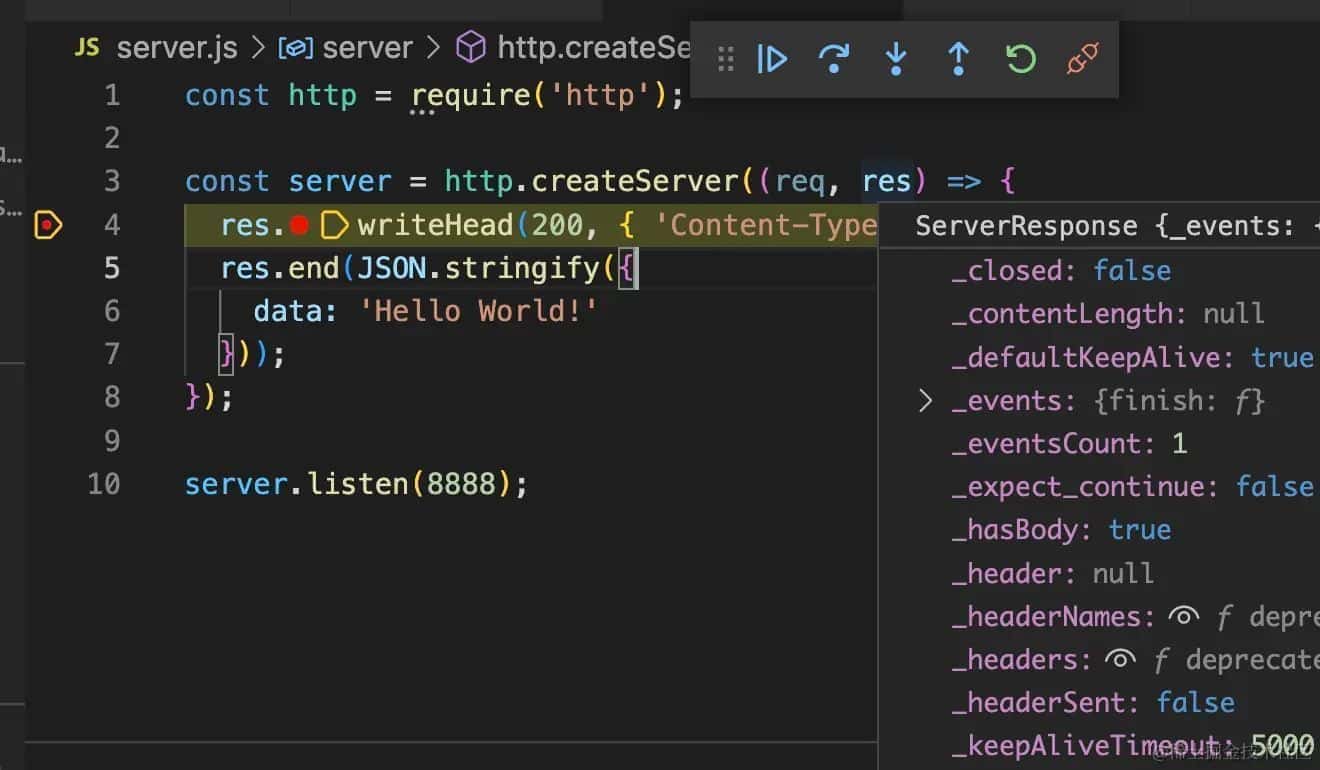 JS server.js > server > http.createSe
1 const http = require('http');
2
3 const server = http.createServer((req, res) => {
4 res.writeHead(200, { 'Content-Type
5 res.end(JSON.stringify({
6 data: 'Hello World!'
7 }));
8 });
9
10 server.listen(8888);
ServerResponse {_events: {
_closed: false
_contentLength: null
_defaultKeepAlive: true
_events: {finish: ƒ}
_eventsCount: 1
_expect_continue: false
_hasBody: true
_header: null
_headerNames: ƒ depre
_headers: ƒ deprecate
_headerSent: false
_keepAliveTimeout: 5000
@稀土掘金技术社区